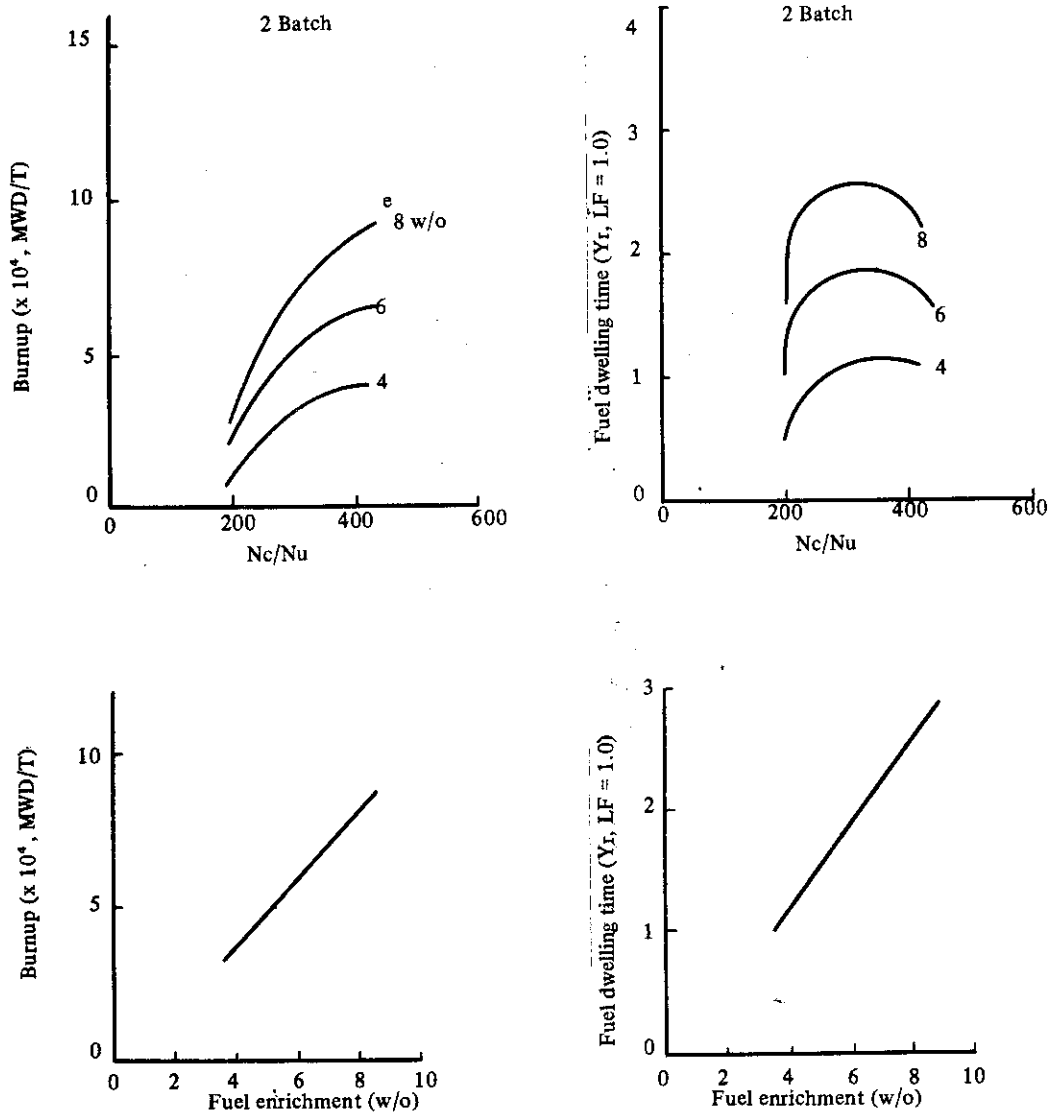 2 Batch
15
10
5
0
Burnup (x 10⁴, MWD/T)
e
8 w/o
6
4
0
200
400
600
Nc/Nu
2 Batch
4
3
2
1
0
Fuel dwelling time (Yr, LF = 1.0)
8
6
4
0
200
400
600
Nc/Nu
10
5
0
Burnup (x 10⁴, MWD/T)
0 2 4 6 8 10
Fuel enrichment (w/o)
3
2
1
0
Fuel dwelling time (Yr, LF = 1.0)
0 2 4 6 8 10
Fuel enrichment (w/o)